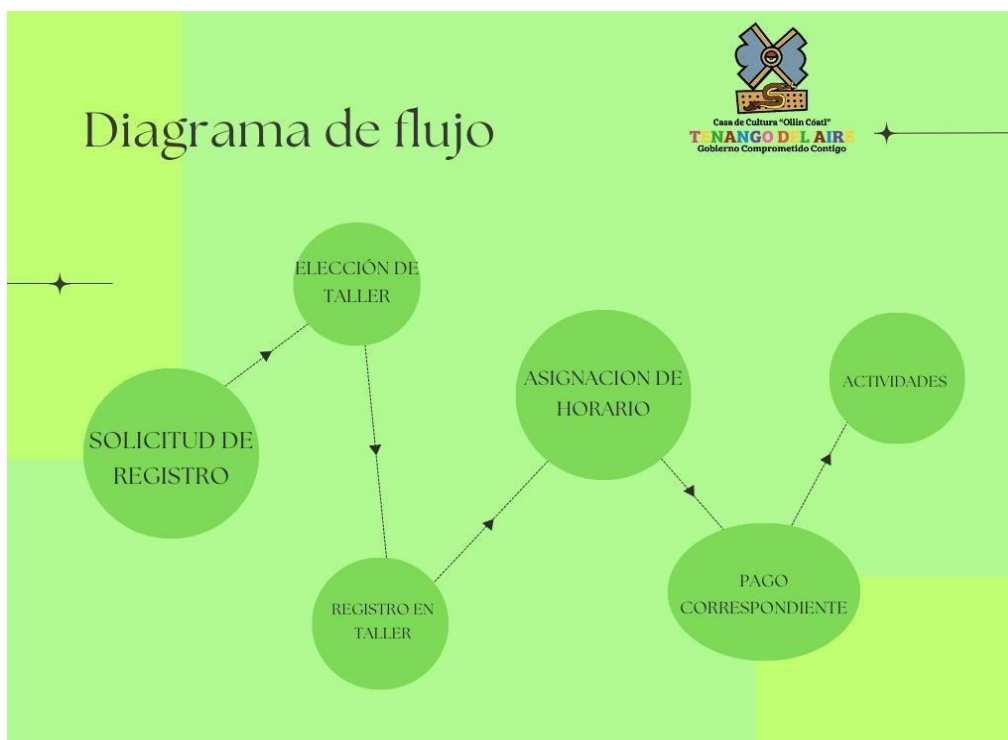 Diagrama de flujo
Casa de Cultura "Ollin Cóatl"
TENANGO DEL AIRE
Gobierno Comprometido Contigo
ELECCIÓN DE
TALLER
SOLICITUD DE
REGISTRO
REGISTRO EN
TALLER
ASIGNACION DE
HORARIO
PAGO
CORRESPONDIENTE
ACTIVIDADES